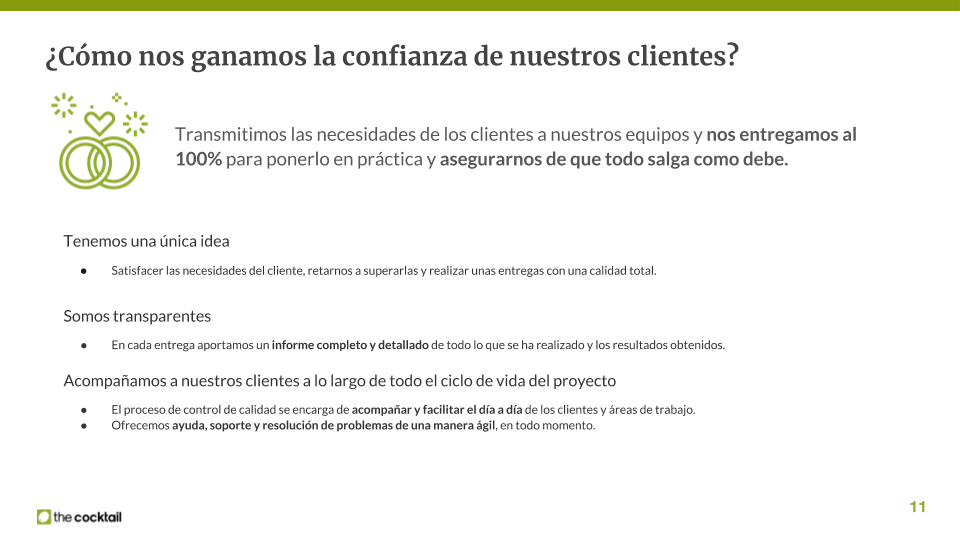 ¿Cómo nos ganamos la confianza de nuestros clientes?
Transmitimos las necesidades de los clientes a nuestros equipos y nos entregamos al
100% para ponerlo en práctica y asegurarnos de que todo salga como debe.
Tenemos una única idea
● Satisfacer las necesidades del cliente, retarnos a superarlas y realizar unas entregas con una calidad total.
Somos transparentes
● En cada entrega aportamos un informe completo y detallado de todo lo que se ha realizado y los resultados obtenidos.
Acompañamos a nuestros clientes a lo largo de todo el ciclo de vida del proyecto
● El proceso de control de calidad se encarga de acompañar y facilitar el día a día de los clientes y áreas de trabajo.
● Ofrecemos ayuda, soporte y resolución de problemas de una manera ágil, en todo momento.
the cocktail
11